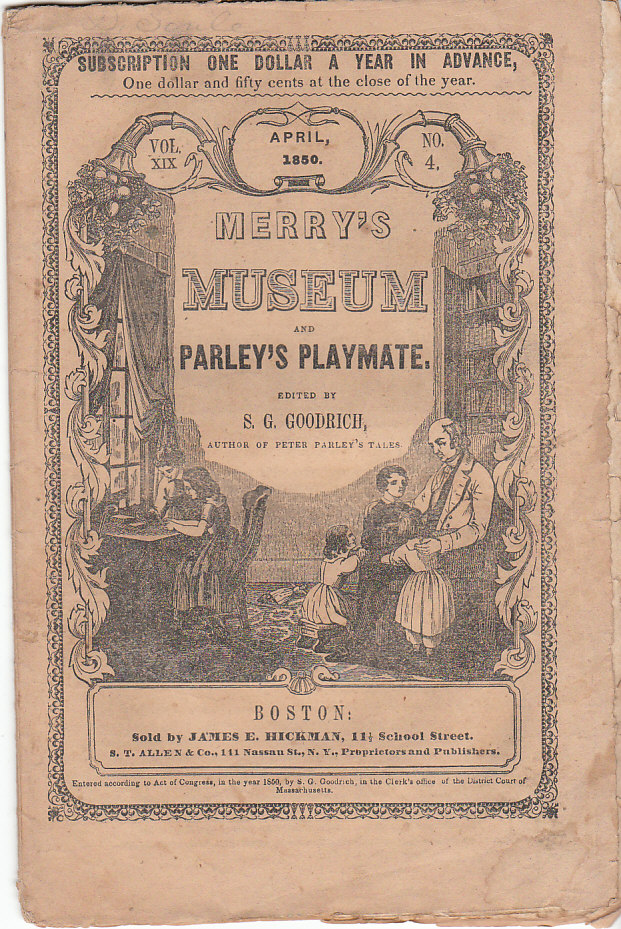 SUBSCRIPTION ONE DOLLAR A YEAR IN ADVANCE,
One dollar and fifty cents at the close of the year.
VOL. XIX
APRIL, 1850.
NO. 4,
MERRY'S
MUSEUM
AND
PARLEY'S PLAYMATE.
EDITED BY
S. G. GOODRICH,
AUTHOR OF PETER PARLEY'S TALES.
BOSTON:
Sold by JAMES E. HICKMAN, 11½ School Street.
S. T. ALLEN & Co., 141 Nassau St., N. Y., Proprietors and Publishers.
Entered according to Act of Congress, in the year 1850, by S. G. Goodrich, in the Clerk's office of the District Court of
Massachusetts.